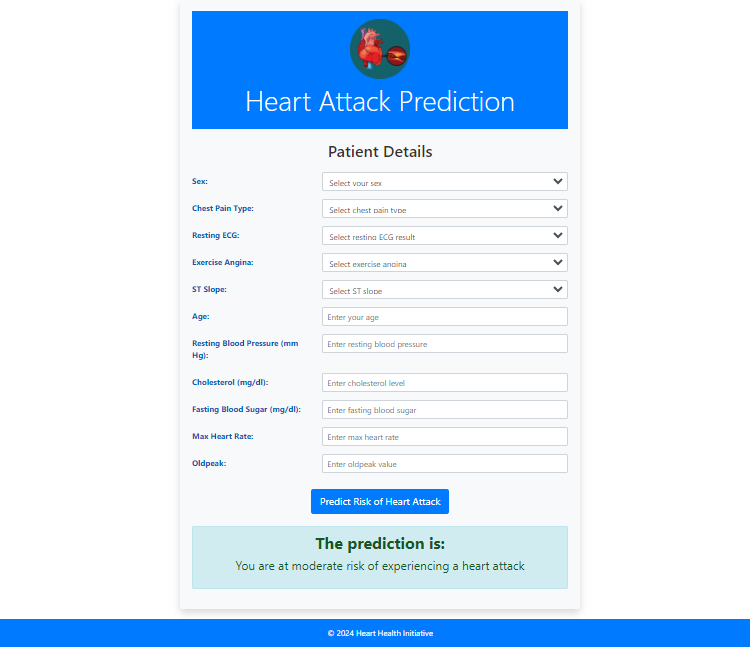 Heart Attack Prediction
Patient Details
Sex:
Select your sex
Chest Pain Type:
Select chest pain type
Resting ECG:
Select resting ECG result
Exercise Angina:
Select exercise angina
ST Slope:
Select ST slope
Age:
Enter your age
Resting Blood Pressure (mm
Hg):
Enter resting blood pressure
Cholesterol (mg/dl):
Enter cholesterol level
Fasting Blood Sugar (mg/dl):
Enter fasting blood sugar
Max Heart Rate:
Enter max heart rate
Oldpeak:
Enter oldpeak value
Predict Risk of Heart Attack
The prediction is:
You are at moderate risk of experiencing a heart attack
© 2024 Heart Health Initiative